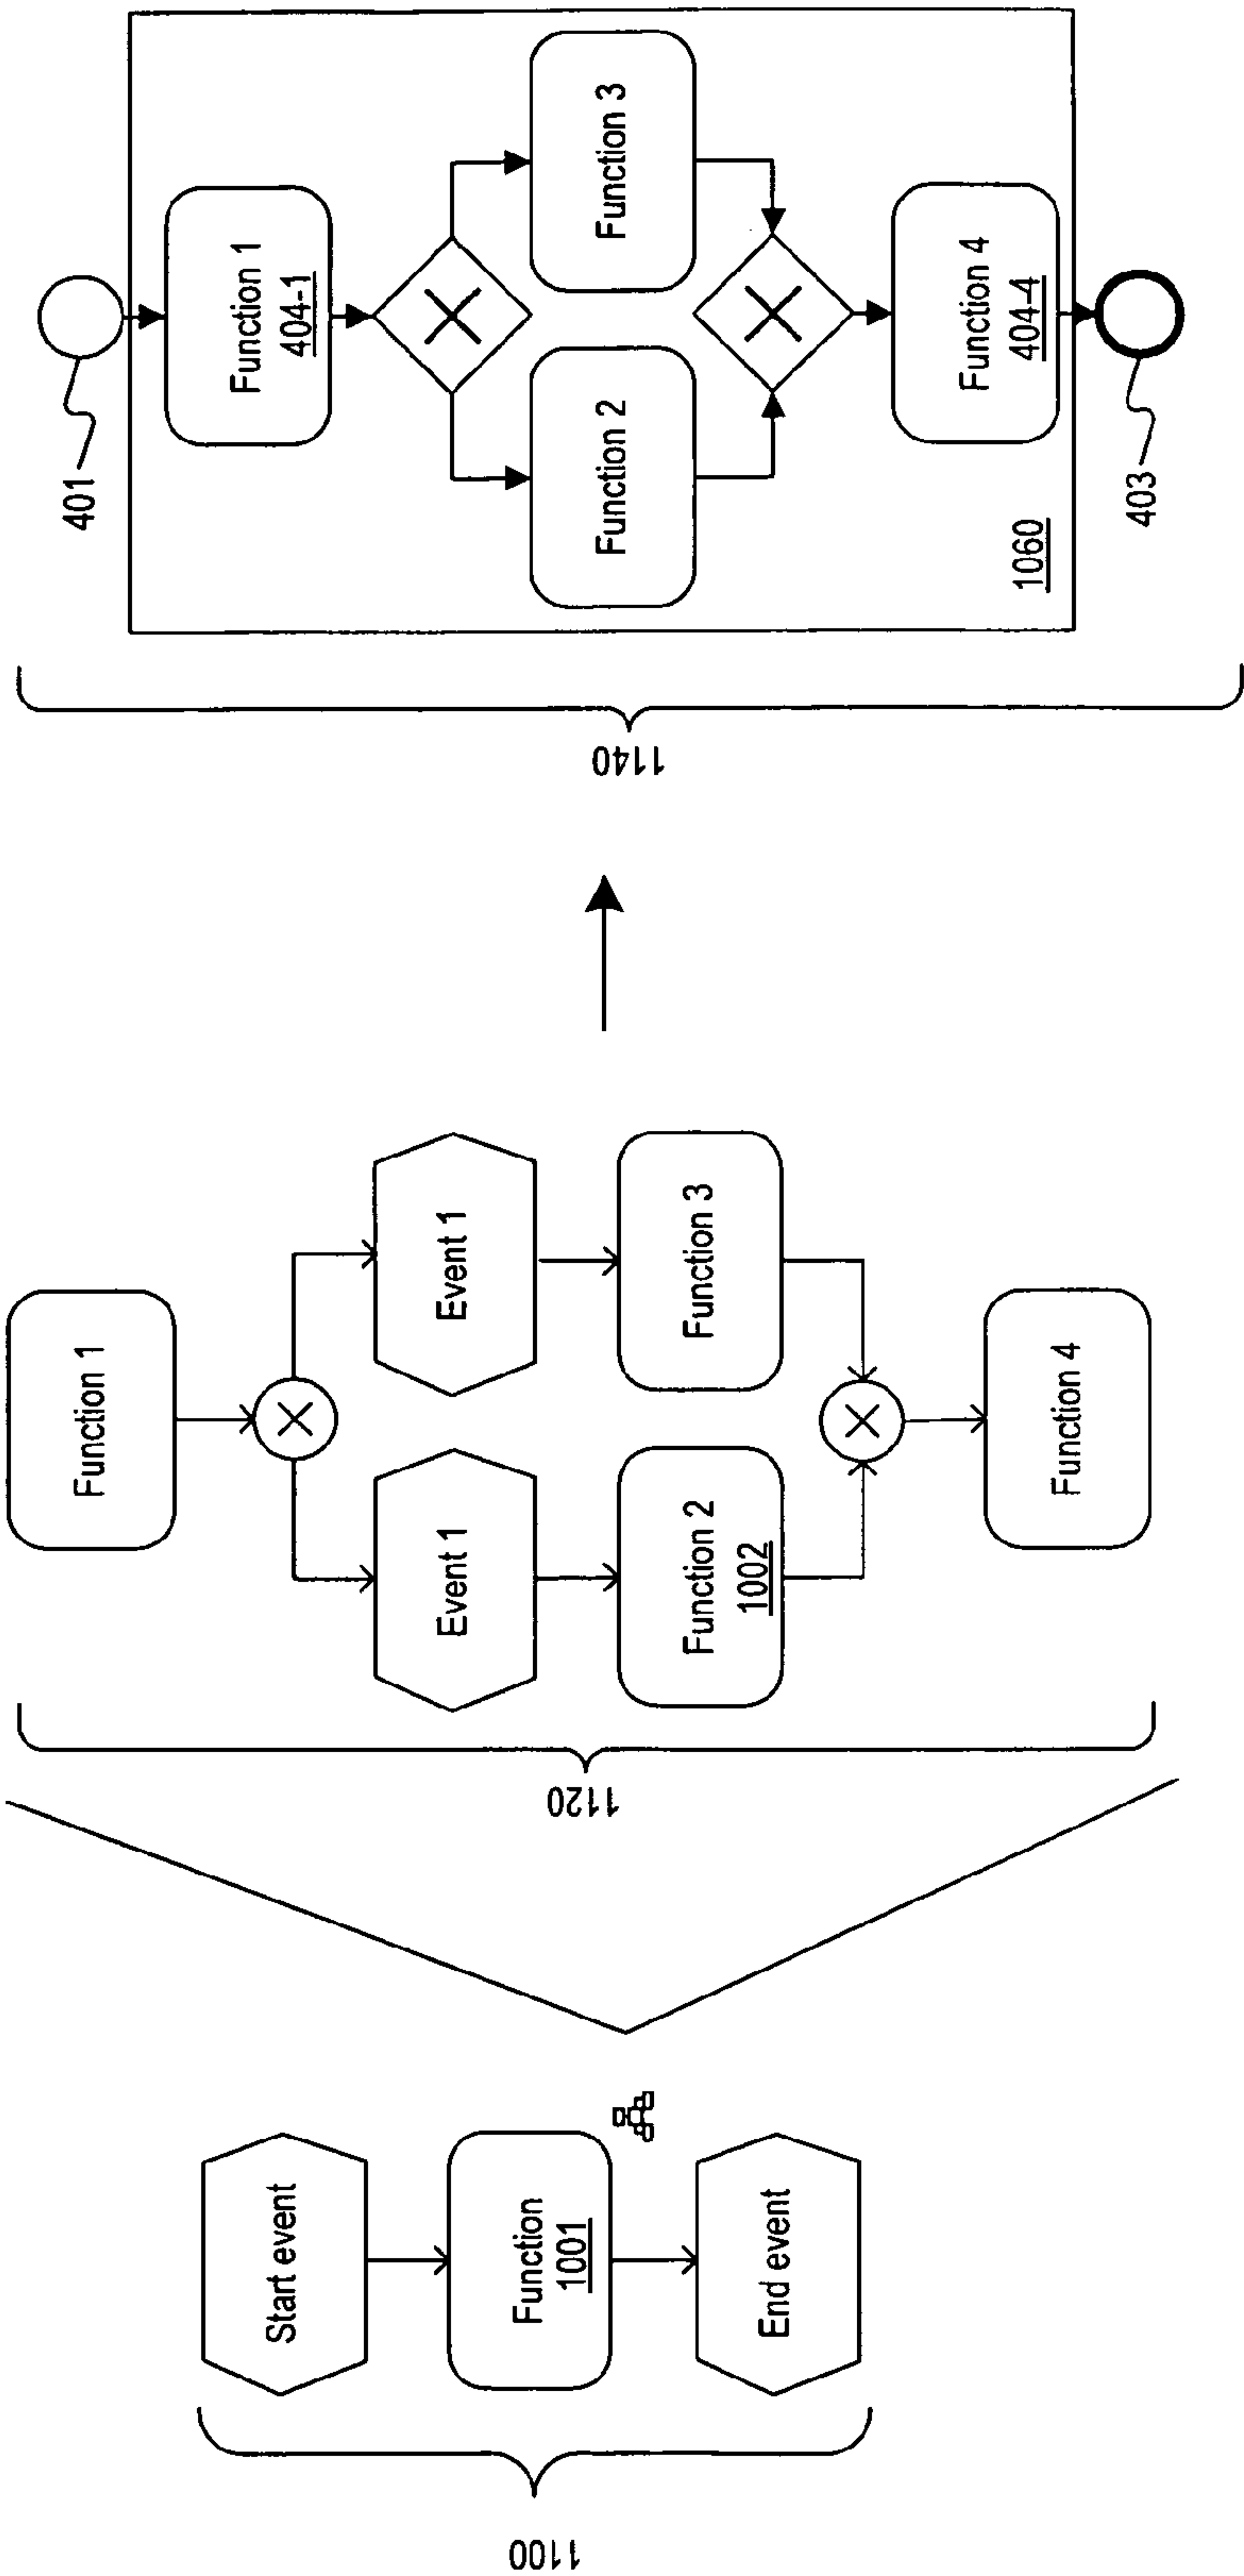 1100
Start event
Function
1001
End event
1120
Function 1
Event 1
Event 1
Function 2
1002
Function 3
Function 4
1140
401
Function 1
404-1
Function 2
Function 3
Function 4
404-4
1060
403